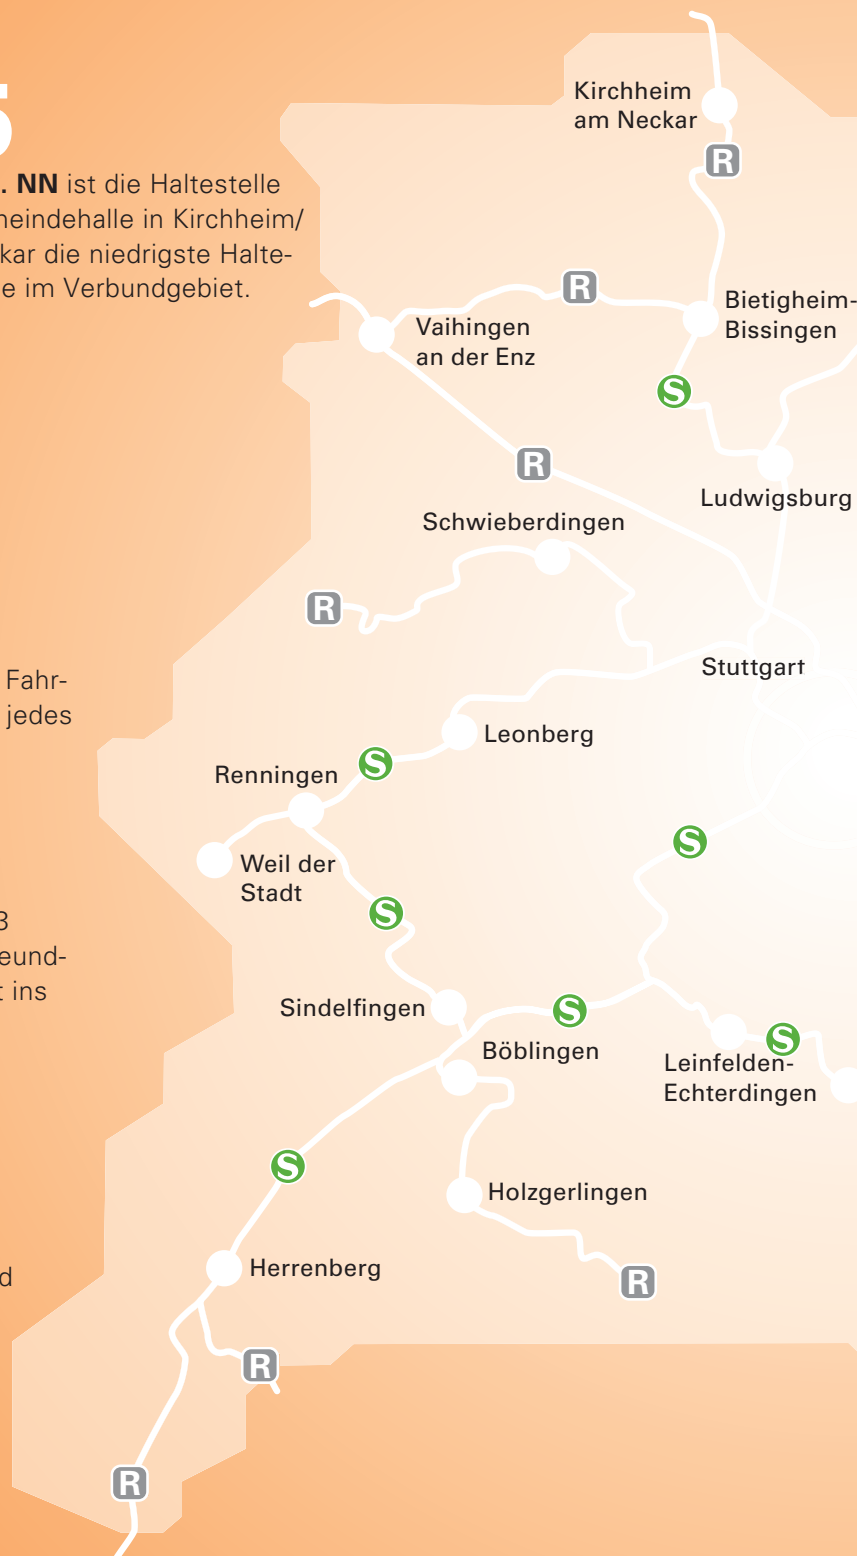 5
. NN ist die Haltestelle
heindehalle in Kirchheim/
kar die niedrigste Halte-
e im Verbundgebiet.
Kirchheim
am Neckar
R
R
Bietigheim-
Bissingen
Vaihingen
an der Enz
S
R
Ludwigsburg
Schwieberdingen
R
Fahr-
jedes
Stuttgart
Leonberg
S
Renningen
S
Weil der
Stadt
3
eund-
t ins
S
Sindelfingen
S
Böblingen
S
Leinfelden-
Echterdingen
S
Holzgerlingen
d
Herrenberg
R
R
R